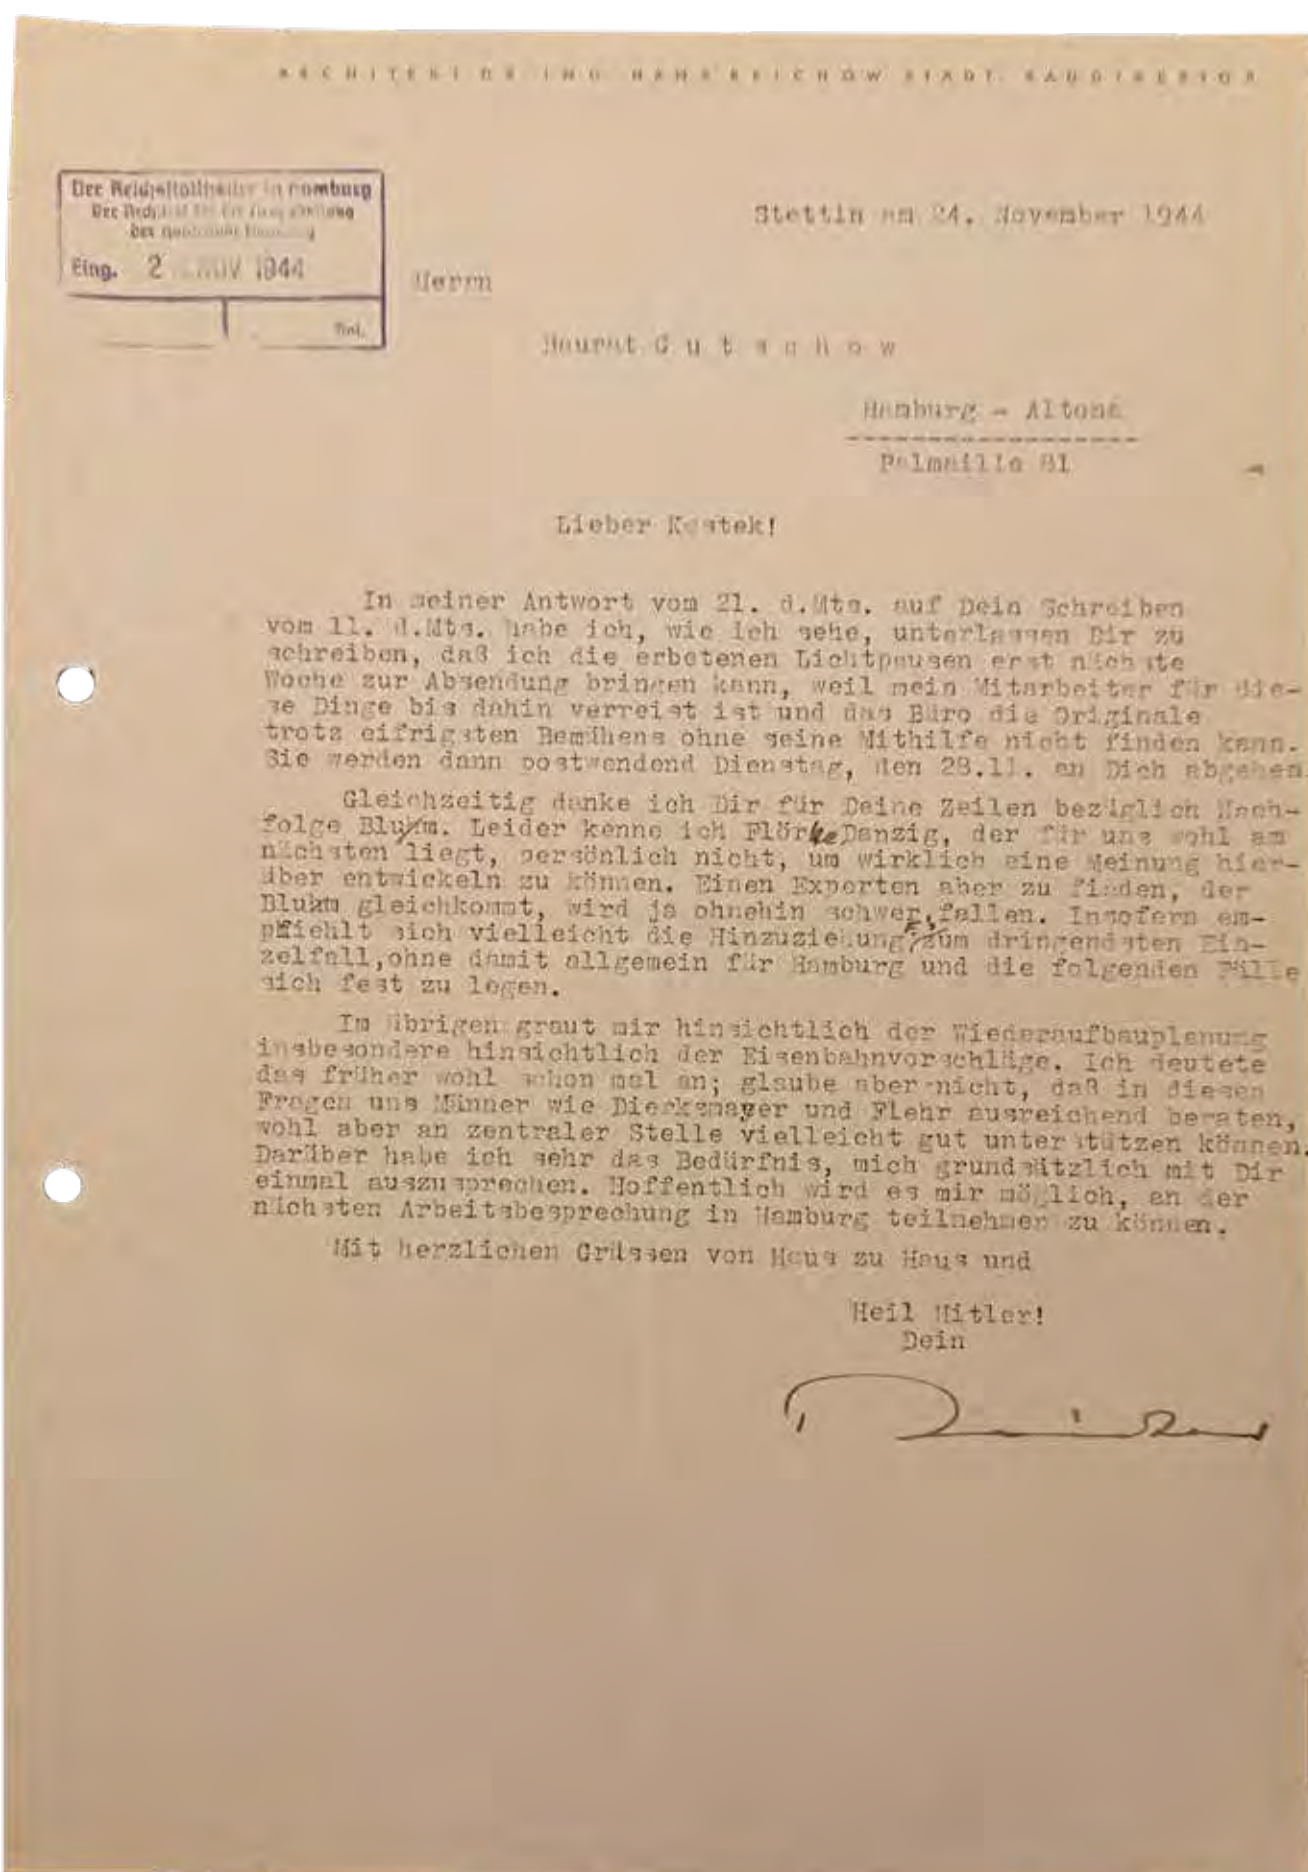 ARCHITEKT DR. ING. HANS REICHOW STADT. BAUDIREKTOR
Der Reichsstatthalter in Hamburg
Der
der
Eing. 2 NOV 1944
Stettin am 24. November 1944
Herrn
Baurat G u t s c h o w
Hamburg - Altona
Palmaille 81
Lieber Kostek!
In meiner Antwort vom 21. d.Mts. auf Dein Schreiben
vom 11. d.Mts. habe ich, wie ich sehe, unterlassen Dir zu
schreiben, daß ich die erbetenen Lichtpausen erst nächste
Woche zur Absendung bringen kann, weil mein Mitarbeiter für die-
se Dinge bis dahin verreist ist und das Büro die Originale
trotz eifrigsten Bemühens ohne seine Mithilfe nicht finden kann.
Sie werden dann postwendend Dienstag, den 28.11. an Dich abgehen
Gleichzeitig danke ich Dir für Deine Zeilen bezüglich Nach-
folge Bluhm. Leider kenne ich Flörke Danzig, der für uns wohl am
nächsten liegt, persönlich nicht, um wirklich eine Meinung hier-
über entwickeln zu können. Einen Experten aber zu finden, der
Bluhm gleichkommt, wird ja ohnehin schwer fallen. Insofern em-
pfiehlt sich vielleicht die Hinzuziehung F. zum dringendsten Ein-
zelfall,ohne damit allgemein für Hamburg und die folgenden Fälle
sich fest zu legen.
Im übrigen graut mir hinsichtlich der Wiederaufbauplanung
insbesondere hinsichtlich der Eisenbahnvorschläge. Ich deutete
das früher wohl schon mal an; glaube aber nicht, daß in diesen
Fragen uns Männer wie Dierksmayer und Flehr ausreichend beraten,
wohl aber an zentraler Stelle vielleicht gut unterstützen können.
Darüber habe ich sehr das Bedürfnis, mich grundsätzlich mit Dir
einmal auszusprechen. Hoffentlich wird es mir möglich, an der
nächsten Arbeitsbesprechung in Hamburg teilnehmen zu können.
Mit herzlichen Grüssen von Haus zu Haus und
Heil Hitler!
Dein